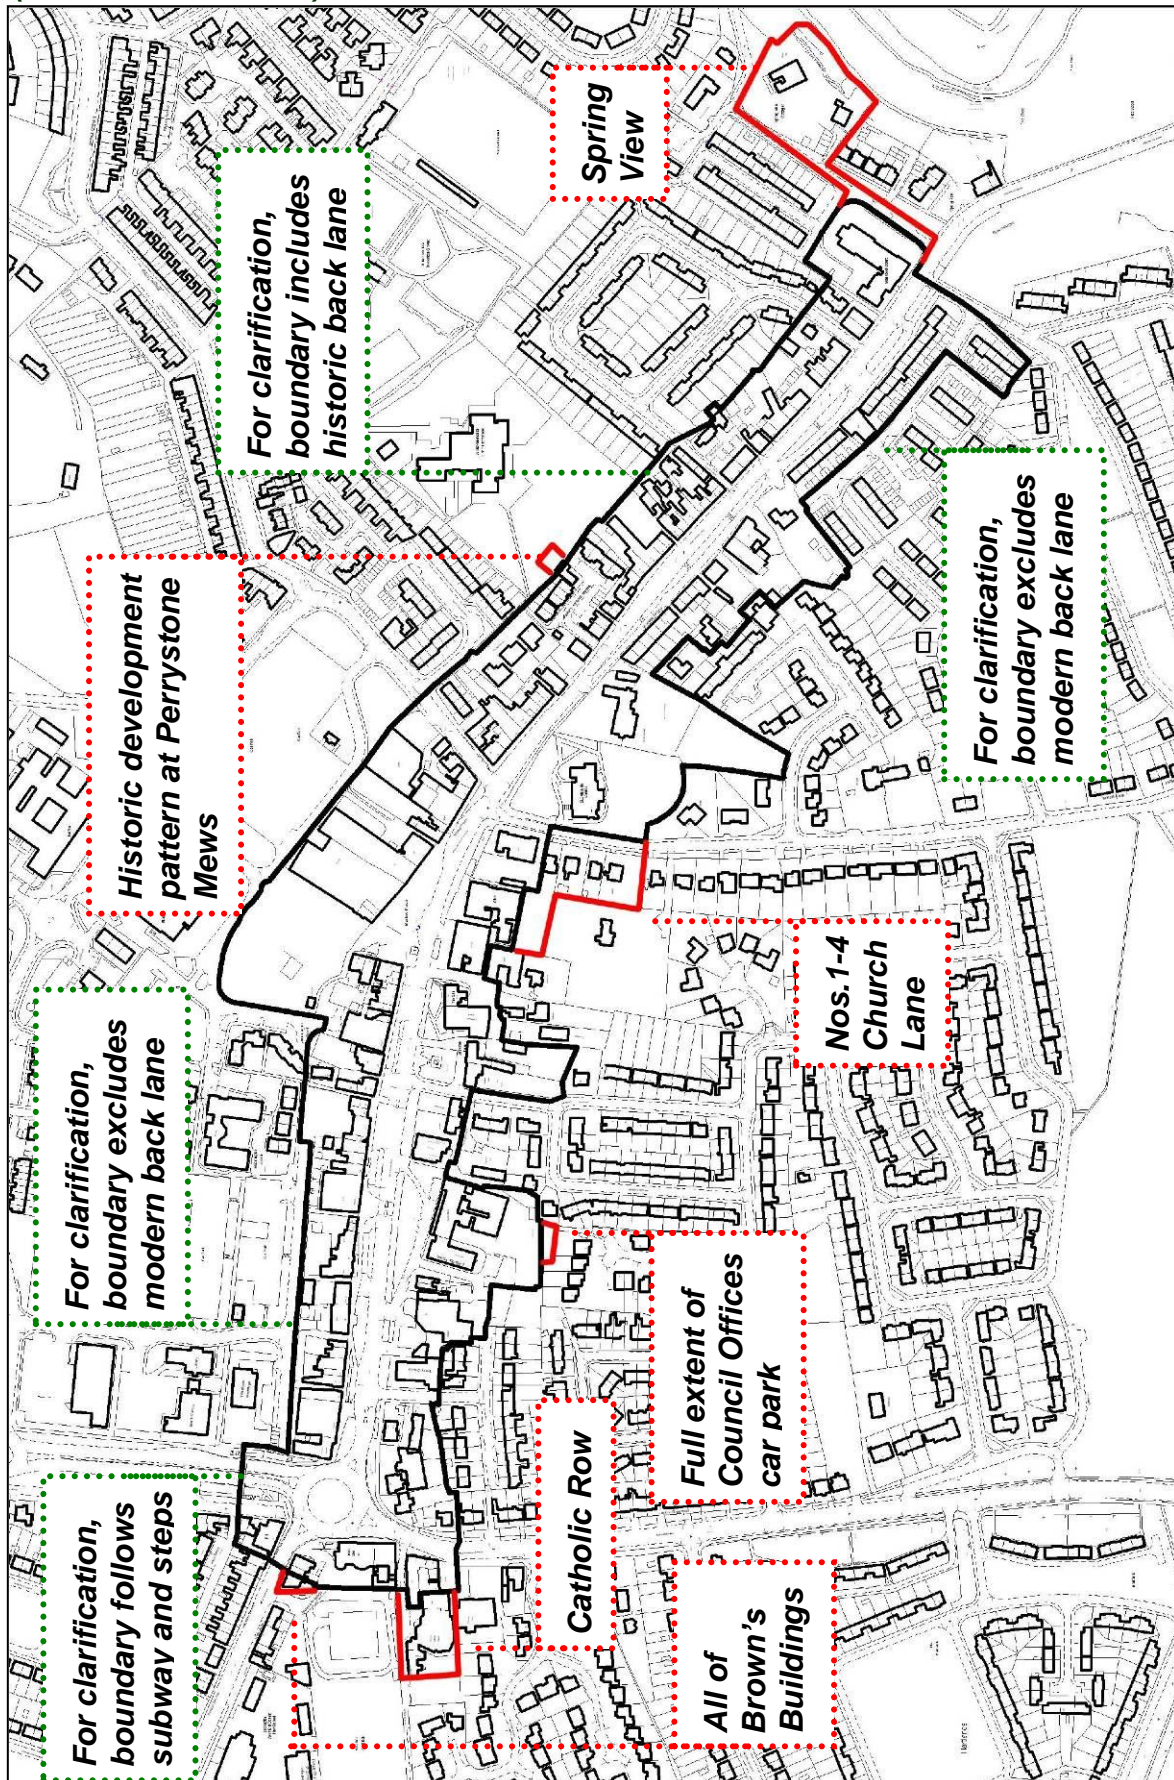 For clarification,
boundary follows
subway and steps
For clarification,
boundary excludes
modern back lane
Historic development
pattern at Perrystone
Mews
For clarification,
boundary includes
historic back lane
Spring
View
Catholic Row
All of
Brown's
Buildings
Full extent of
Council Offices
car park
Nos.1-4
Church
Lane
For clarification,
boundary excludes
modern back lane